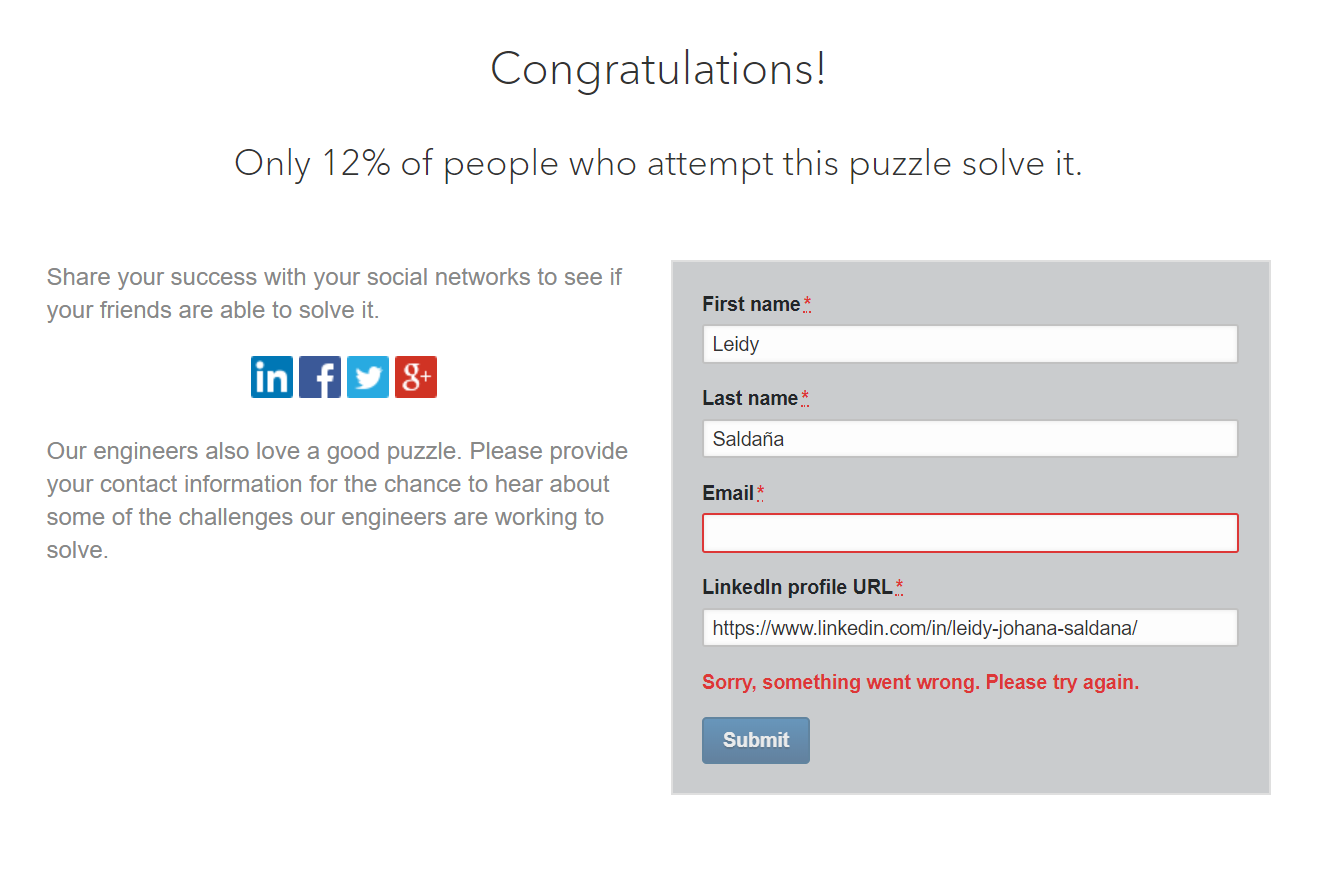 Congratulations!
Only 12% of people who attempt this puzzle solve it.
Share your success with your social networks to see if
your friends are able to solve it.
in f g+
Our engineers also love a good puzzle. Please provide
your contact information for the chance to hear about
some of the challenges our engineers are working to
solve.
First name*
Leidy
Last name*
Saldaña
Email*
LinkedIn profile URL*
https://www.linkedin.com/in/leidy-johana-saldana/
Sorry, something went wrong. Please try again.
Submit